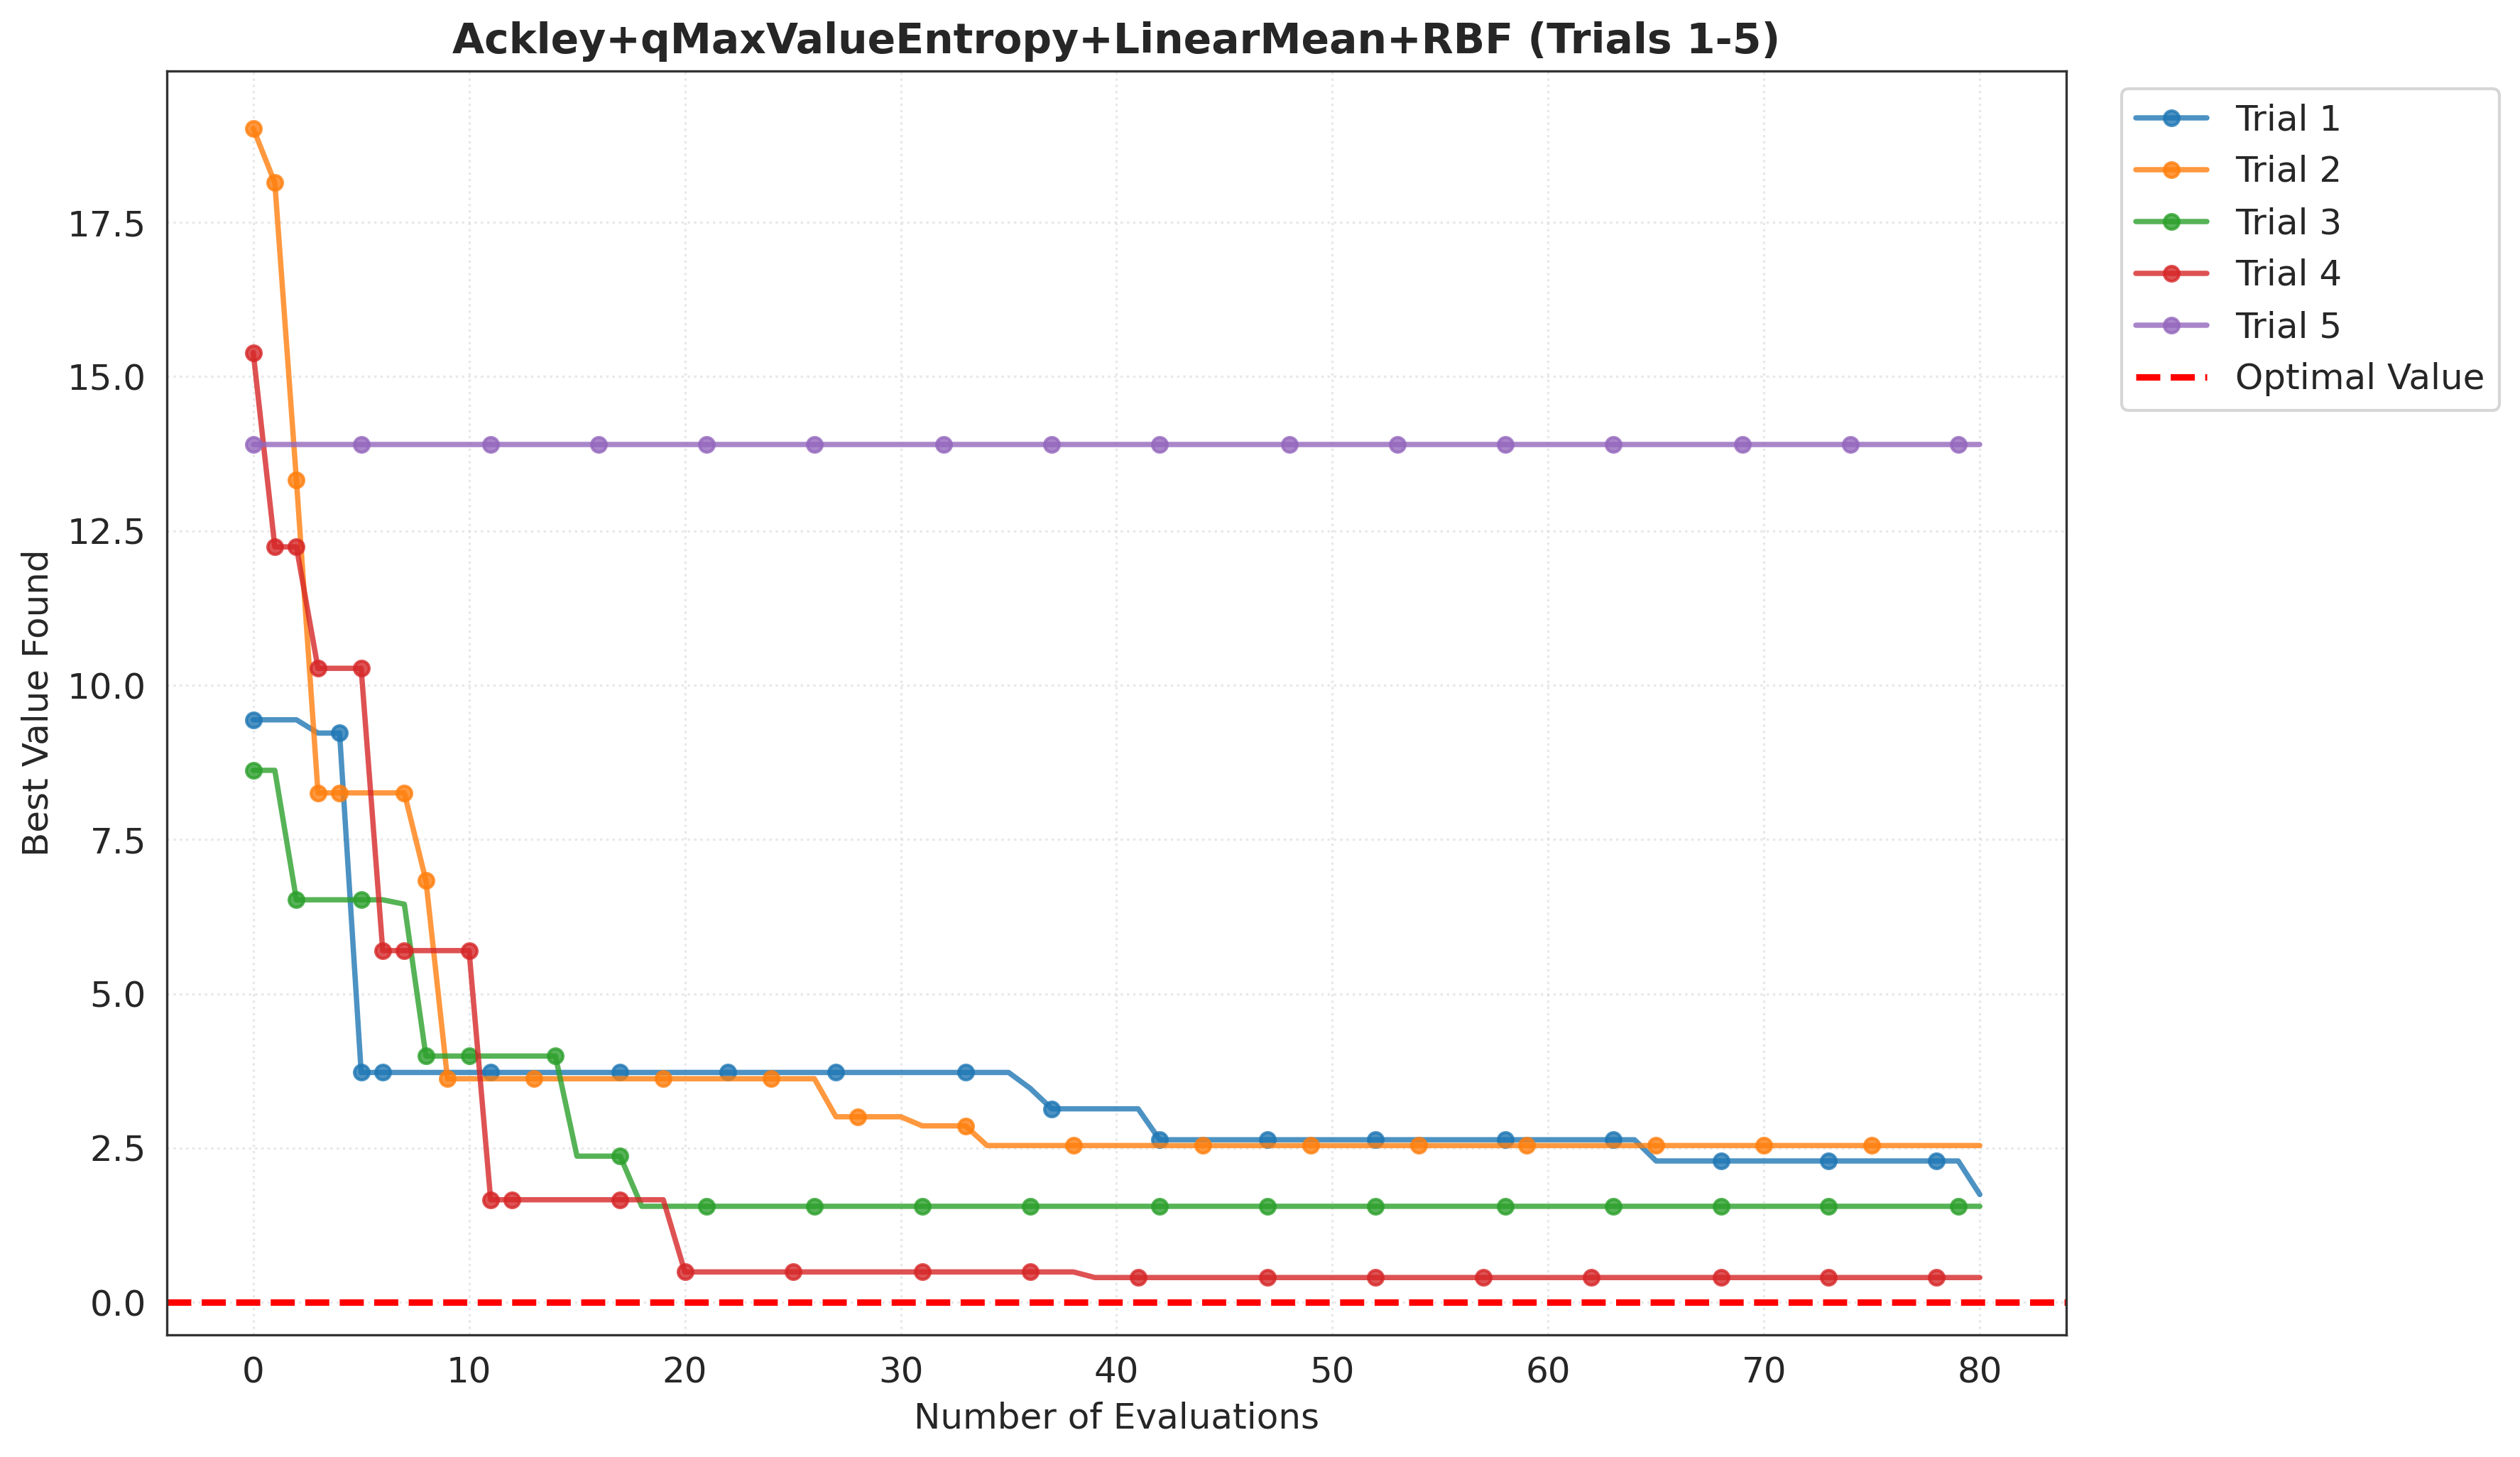 Ackley+qMaxValueEntropy+LinearMean+RBF (Trials 1-5)
Trial 1
Trial 2
Trial 3
Trial 4
Trial 5
Optimal Value
Best Value Found
17.5
15.0
12.5
10.0
7.5
5.0
2.5
0.0
0 10 20 30 40 50 60 70 80
Number of Evaluations